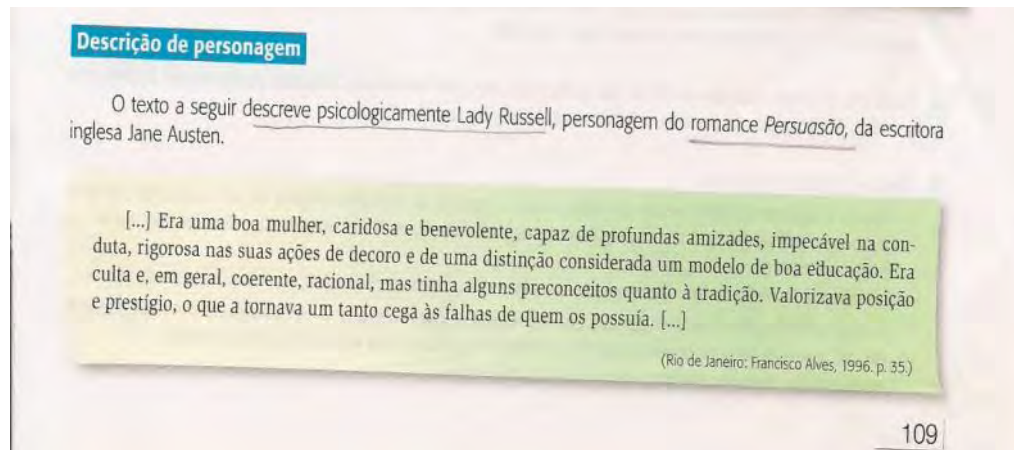 Descrição de personagem
O texto a seguir descreve psicologicamente Lady Russell, personagem do romance Persuasão, da escritora
inglesa Jane Austen.
[...] Era uma boa mulher, caridosa e benevolente, capaz de profundas amizades, impecável na con-
duta, rigorosa nas suas ações de decoro e de uma distinção considerada um modelo de boa educação. Era
culta e, em geral, coerente, racional, mas tinha alguns preconceitos quanto à tradição. Valorizava posição
e prestígio, o que a tornava um tanto cega às falhas de quem os possuía. [...]
(Rio de Janeiro: Francisco Alves, 1996. p. 35.)
109